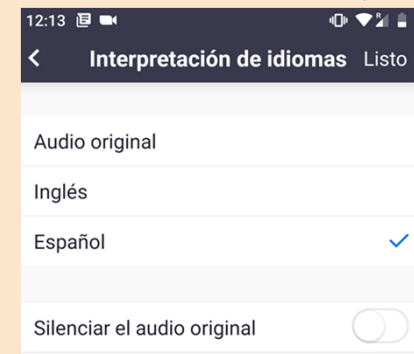 12:13
Interpretación de idiomas Listo
Audio original
Inglés
Español
Silenciar el audio original